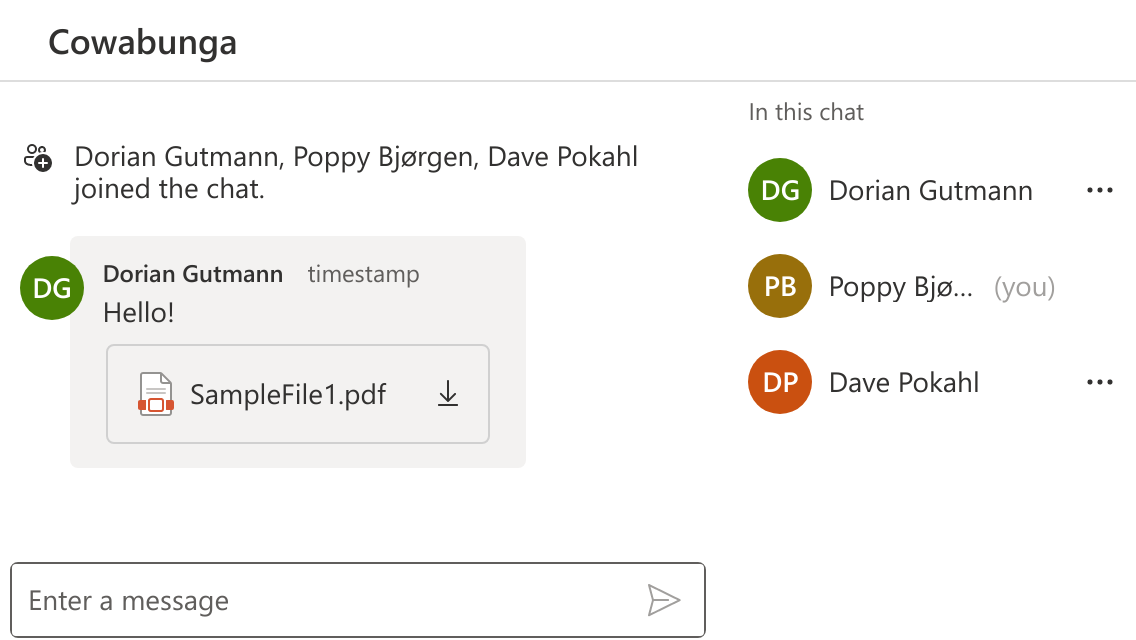 Cowabunga
Dorian Gutmann, Poppy Bjørgen, Dave Pokahl
joined the chat.
DG
Dorian Gutmann timestamp
Hello!
SampleFile1.pdf
Enter a message
In this chat
DG Dorian Gutmann
PB Poppy Bjø... (you)
DP Dave Pokahl